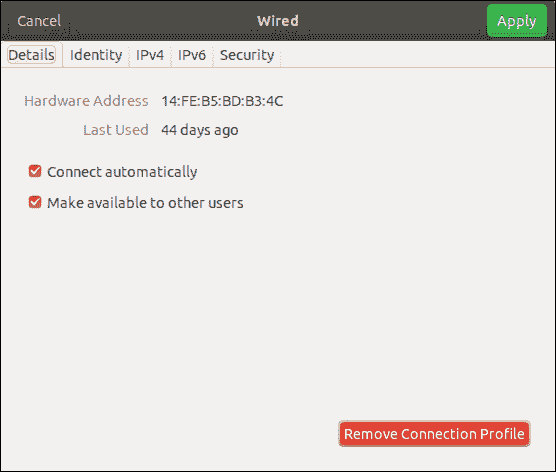 Cancel Wired Apply
Details Identity IPv4 IPv6 Security
Hardware Address 14:FE:B5:BD:B3:4C
Last Used 44 days ago
Connect automatically
Make available to other users
Remove Connection Profile